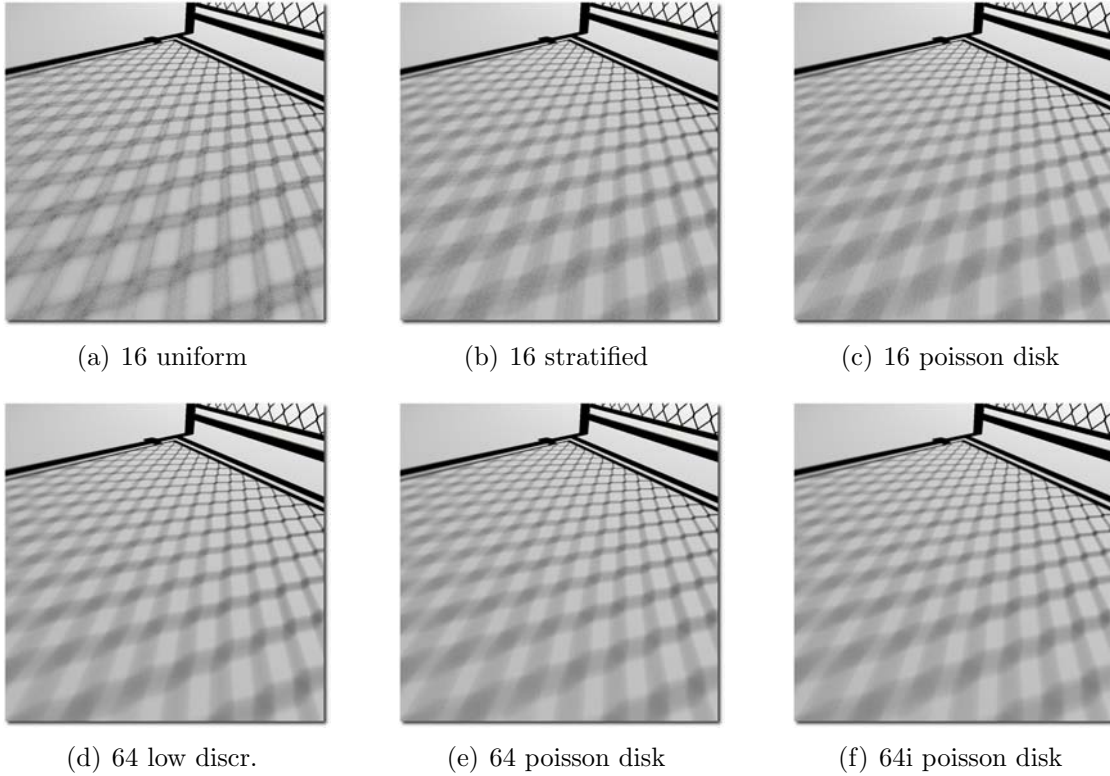 (a) 16 uniform
(b) 16 stratified
(c) 16 poisson disk
(d) 64 low discr.
(e) 64 poisson disk
(f) 64i poisson disk